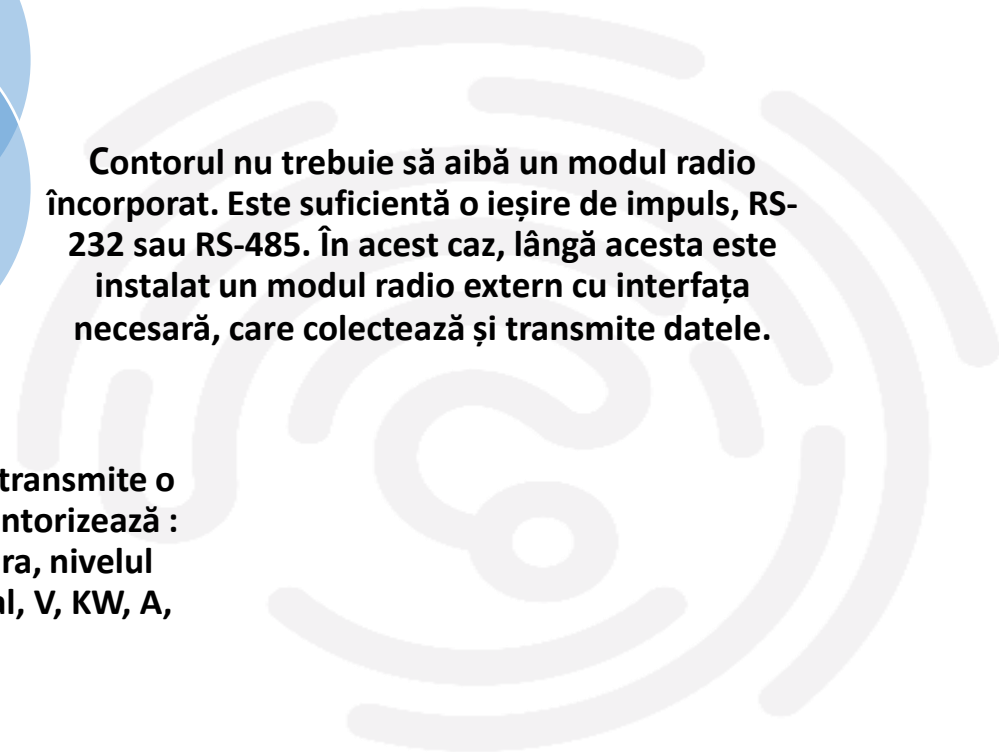 Contorul nu trebuie să aibă un modul radio
încorporat. Este suficientă o ieșire de impuls, RS-
232 sau RS-485. În acest caz, lângă acesta este
instalat un modul radio extern cu interfața
necesară, care colectează și transmite datele.
transmite o
ntorizează :
ra, nivelul
al, V, KW, A,